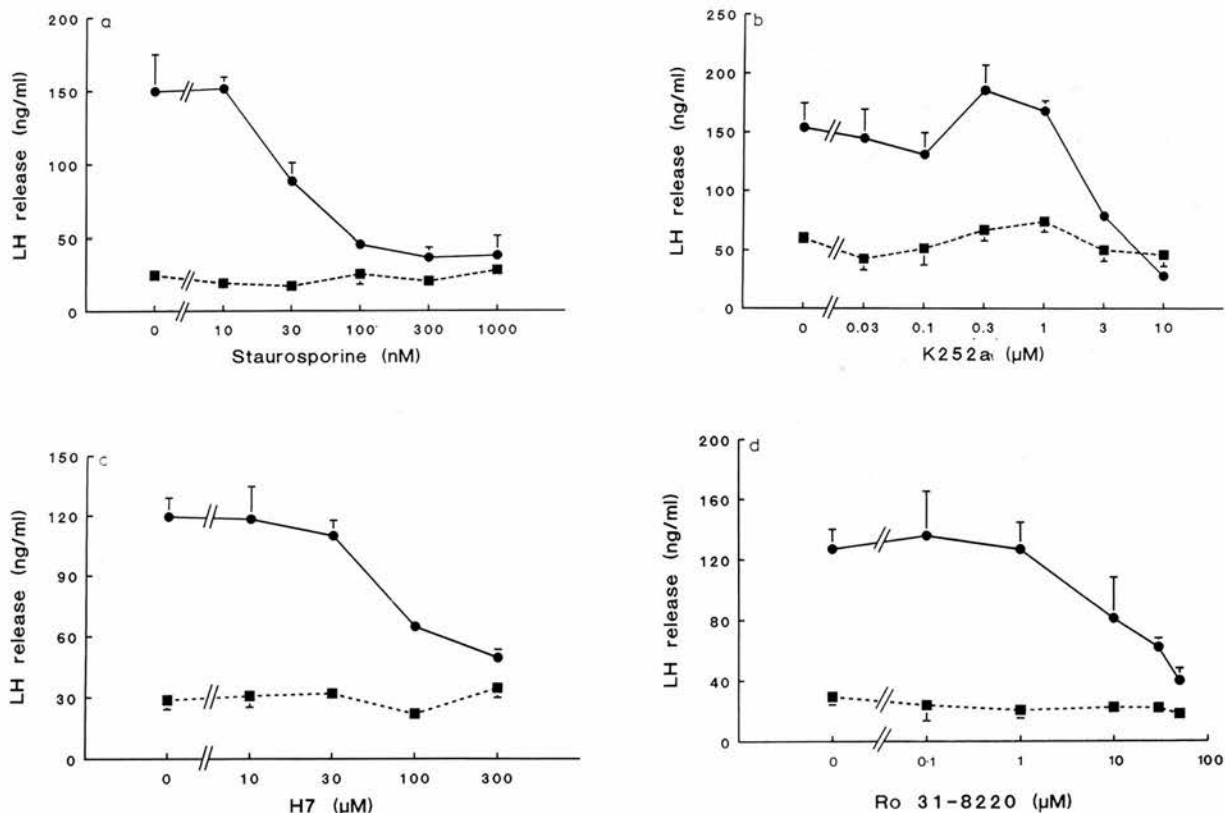 a
200
150
100
50
0
LH release (ng/ml)
0 10 30 100 300 1000
Staurosporine (nM)
b
250
200
150
100
50
0
LH release (ng/ml)
0 0.03 0.1 0.3 1 3 10
K252a (µM)
c
150
120
90
60
30
0
LH release (ng/ml)
0 10 30 100 300
H7 (µM)
d
200
160
120
80
40
0
LH release (ng/ml)
0 0·1 1 10 100
Ro 31-8220 (µM)